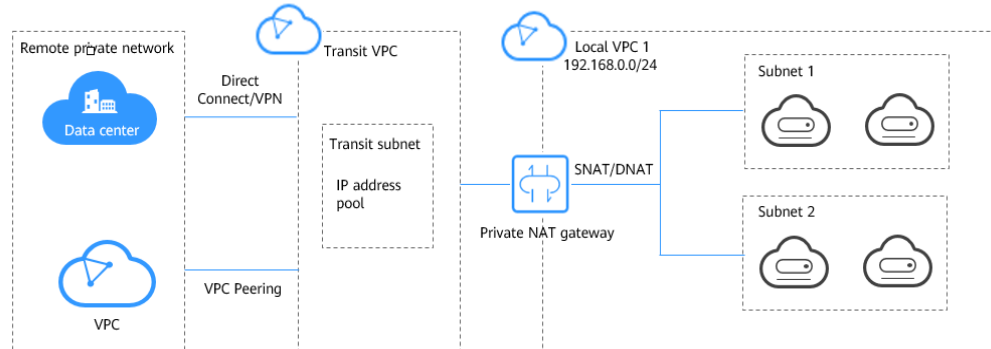 Remote private network
Data center
VPC
Direct
Connect/VPN
VPC Peering
Transit VPC
Transit subnet
IP address
pool
Private NAT gateway
SNAT/DNAT
Local VPC 1
192.168.0.0/24
Subnet 1
Subnet 2